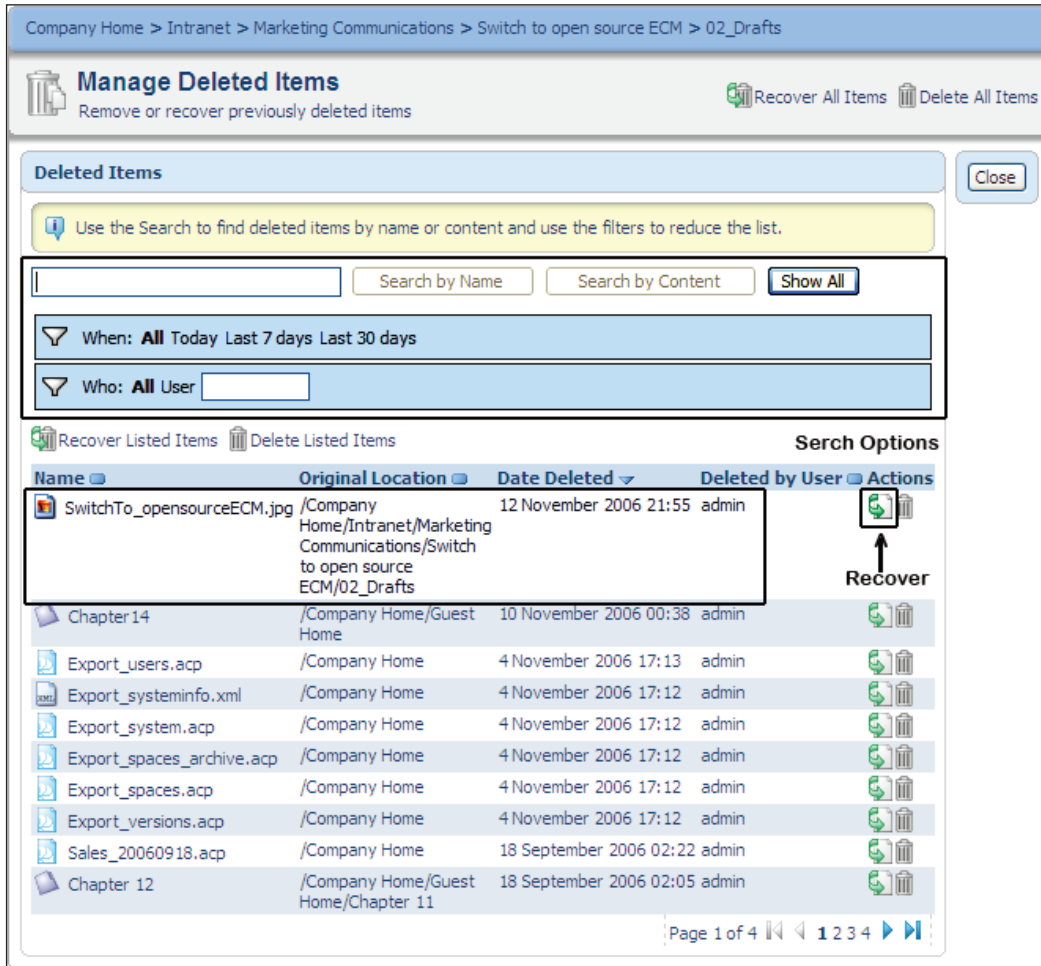 Company Home > Intranet > Marketing Communications > Switch to open source ECM > 02_Drafts
Manage Deleted Items
Remove or recover previously deleted items
Recover All Items Delete All Items
Deleted Items
Close
Use the Search to find deleted items by name or content and use the filters to reduce the list.
Search by Name Search by Content Show All
When: All Today Last 7 days Last 30 days
Who: All User
Recover Listed Items Delete Listed Items
Serch Options
Name Original Location Date Deleted Deleted by User Actions
SwitchTo_opensourceECM.jpg /Company 12 November 2006 21:55 admin
Home/Intranet/Marketing
Communications/Switch
to open source
ECM/02_Drafts
Recover
Chapter14 /Company Home/Guest 10 November 2006 00:38 admin
Home
Export_users.acp /Company Home 4 November 2006 17:13 admin
XML Export_systeminfo.xml /Company Home 4 November 2006 17:12 admin
Export_system.acp /Company Home 4 November 2006 17:12 admin
Export_spaces_archive.acp /Company Home 4 November 2006 17:12 admin
Export_spaces.acp /Company Home 4 November 2006 17:12 admin
Export_versions.acp /Company Home 4 November 2006 17:12 admin
Sales_20060918.acp /Company Home 18 September 2006 02:22 admin
Chapter 12 /Company Home/Guest 18 September 2006 02:05 admin
Home/Chapter 11
Page 1 of 4 1 2 3 4